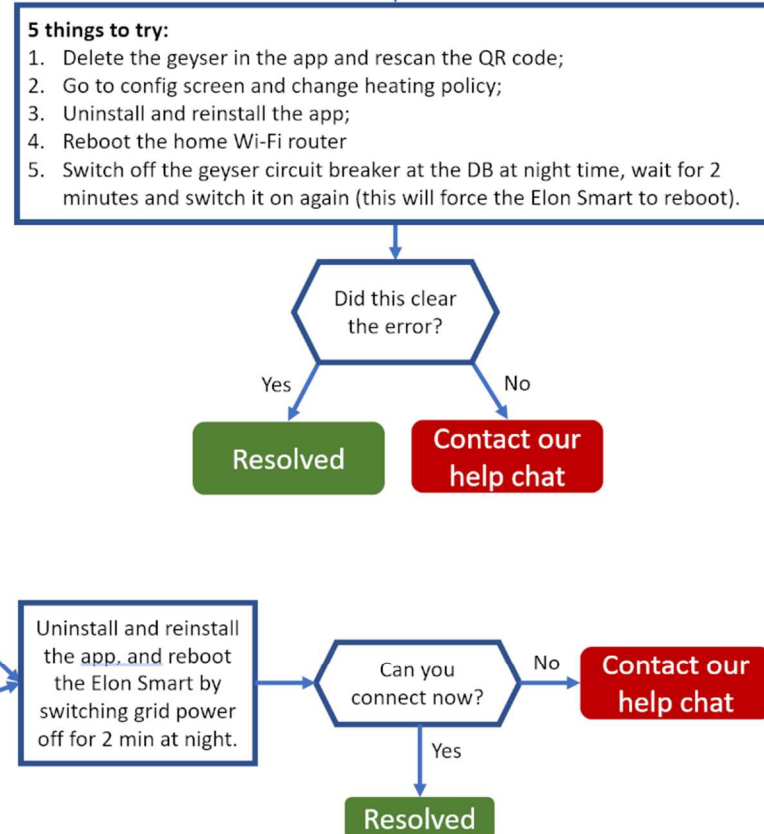 5 things to try:
1. Delete the geyser in the app and rescan the QR code;
2. Go to config screen and change heating policy;
3. Uninstall and reinstall the app;
4. Reboot the home Wi-Fi router
5. Switch off the geyser circuit breaker at the DB at night time, wait for 2
minutes and switch it on again (this will force the Elon Smart to reboot).
Did this clear
the error?
Yes
No
Resolved
Contact our
help chat
Uninstall and reinstall
the app, and reboot
the Elon Smart by
switching grid power
off for 2 min at night.
Can you
connect now?
No
Contact our
help chat
Yes
Resolved